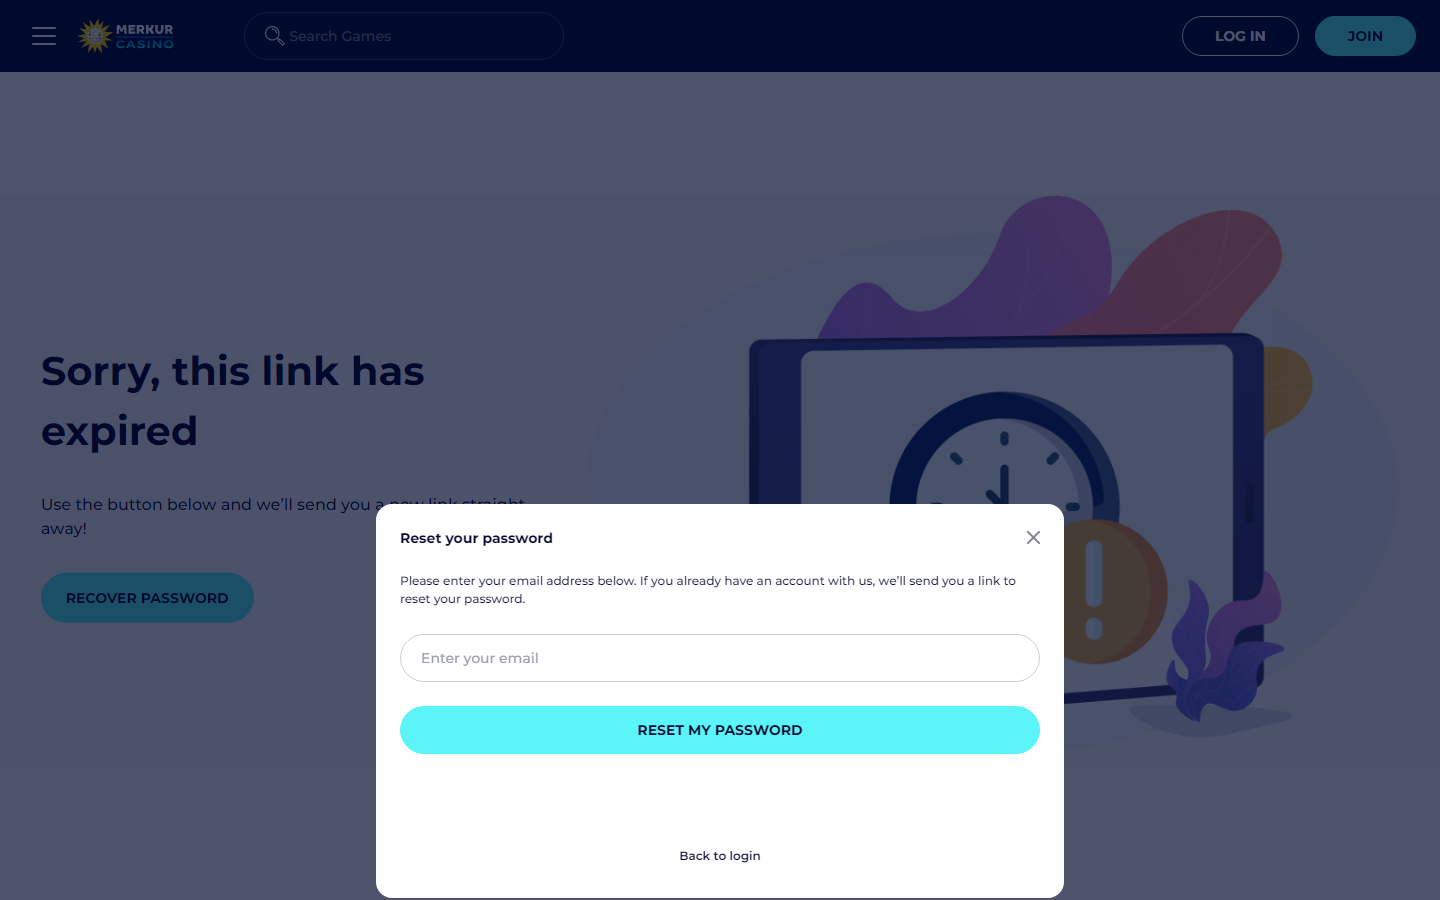 MERKUR
CASINO
Search Games
LOG IN
JOIN
Sorry, this link has
expired
Use the button below and we'll send you a new link straight
away!
RECOVER PASSWORD
Reset your password
Please enter your email address below. If you already have an account with us, we'll send you a link to
reset your password.
Enter your email
RESET MY PASSWORD
Back to login